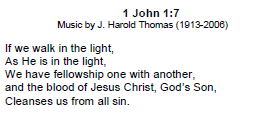 1 John 1:7
Music by J. Harold Thomas (1913-2006)
If we walk in the light,
As He is in the light,
We have fellowship one with another,
and the blood of Jesus Christ, God's Son,
Cleanses us from all sin.